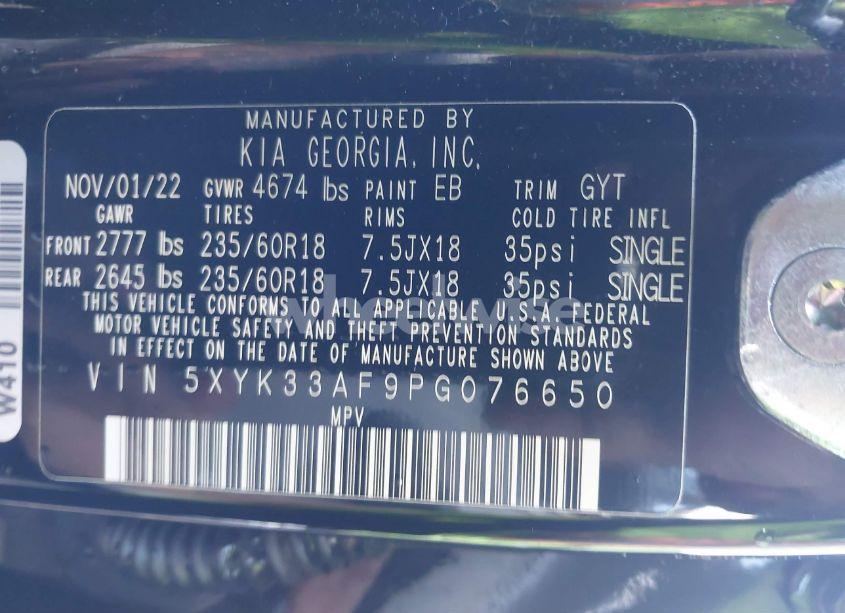 MANUFACTURED BY
KIA GEORGIA, INC.
NOV/01/22 GVWR 4674 lbs PAINT EB TRIM GYT
GAWR TIRES RIMS COLD TIRE INFL
FRONT 2777 lbs 235/60R18 7.5JX18 35psi SINGLE
REAR 2645 lbs 235/60R18 7.5JX18 35psi SINGLE
THIS VEHICLE CONFORMS TO ALL APPLICABLE U.S.A. FEDERAL
MOTOR VEHICLE SAFETY AND THEFT PREVENTION STANDARDS
IN EFFECT ON THE DATE OF MANUFACTURE SHOWN ABOVE
VIN 5XYK33AF9PG076650
MPV
W410